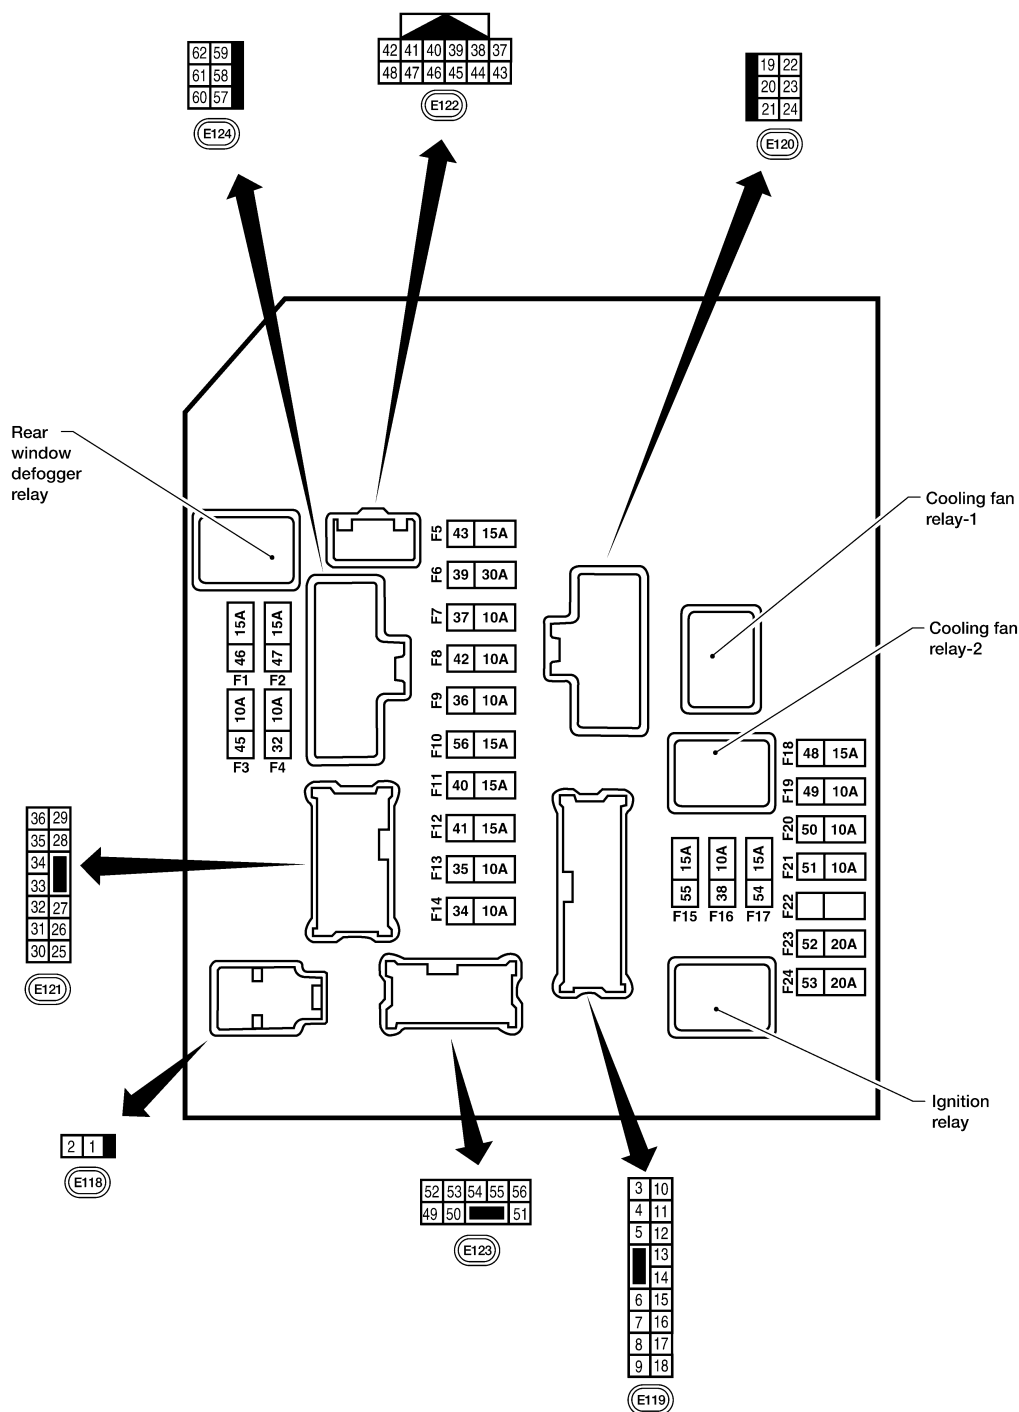 62 59
61 58
60 57
E124
42 41 40 39 38 37
48 47 46 45 44 43
E122
19 22
20 23
21 24
E120
Rear
window
defogger
relay
Cooling fan
relay-1
Cooling fan
relay-2
F5 43 15A
F6 39 30A
F7 37 10A
F8 42 10A
F9 36 10A
F10 56 15A
F11 40 15A
F12 41 15A
F13 35 10A
F14 34 10A
15A 46 F1
15A 47 F2
10A 45 F3
10A 32 F4
F18 48 15A
F19 49 10A
F20 50 10A
F21 51 10A
F22
F23 52 20A
F24 53 20A
15A 55 F15
10A 38 F16
15A 54 F17
36 29
35 28
34
33
32 27
31 26
30 25
E121
Ignition
relay
2 1
E118
52 53 54 55 56
49 50 51
E123
3 10
4 11
5 12
13
14
6 15
7 16
8 17
9 18
E119